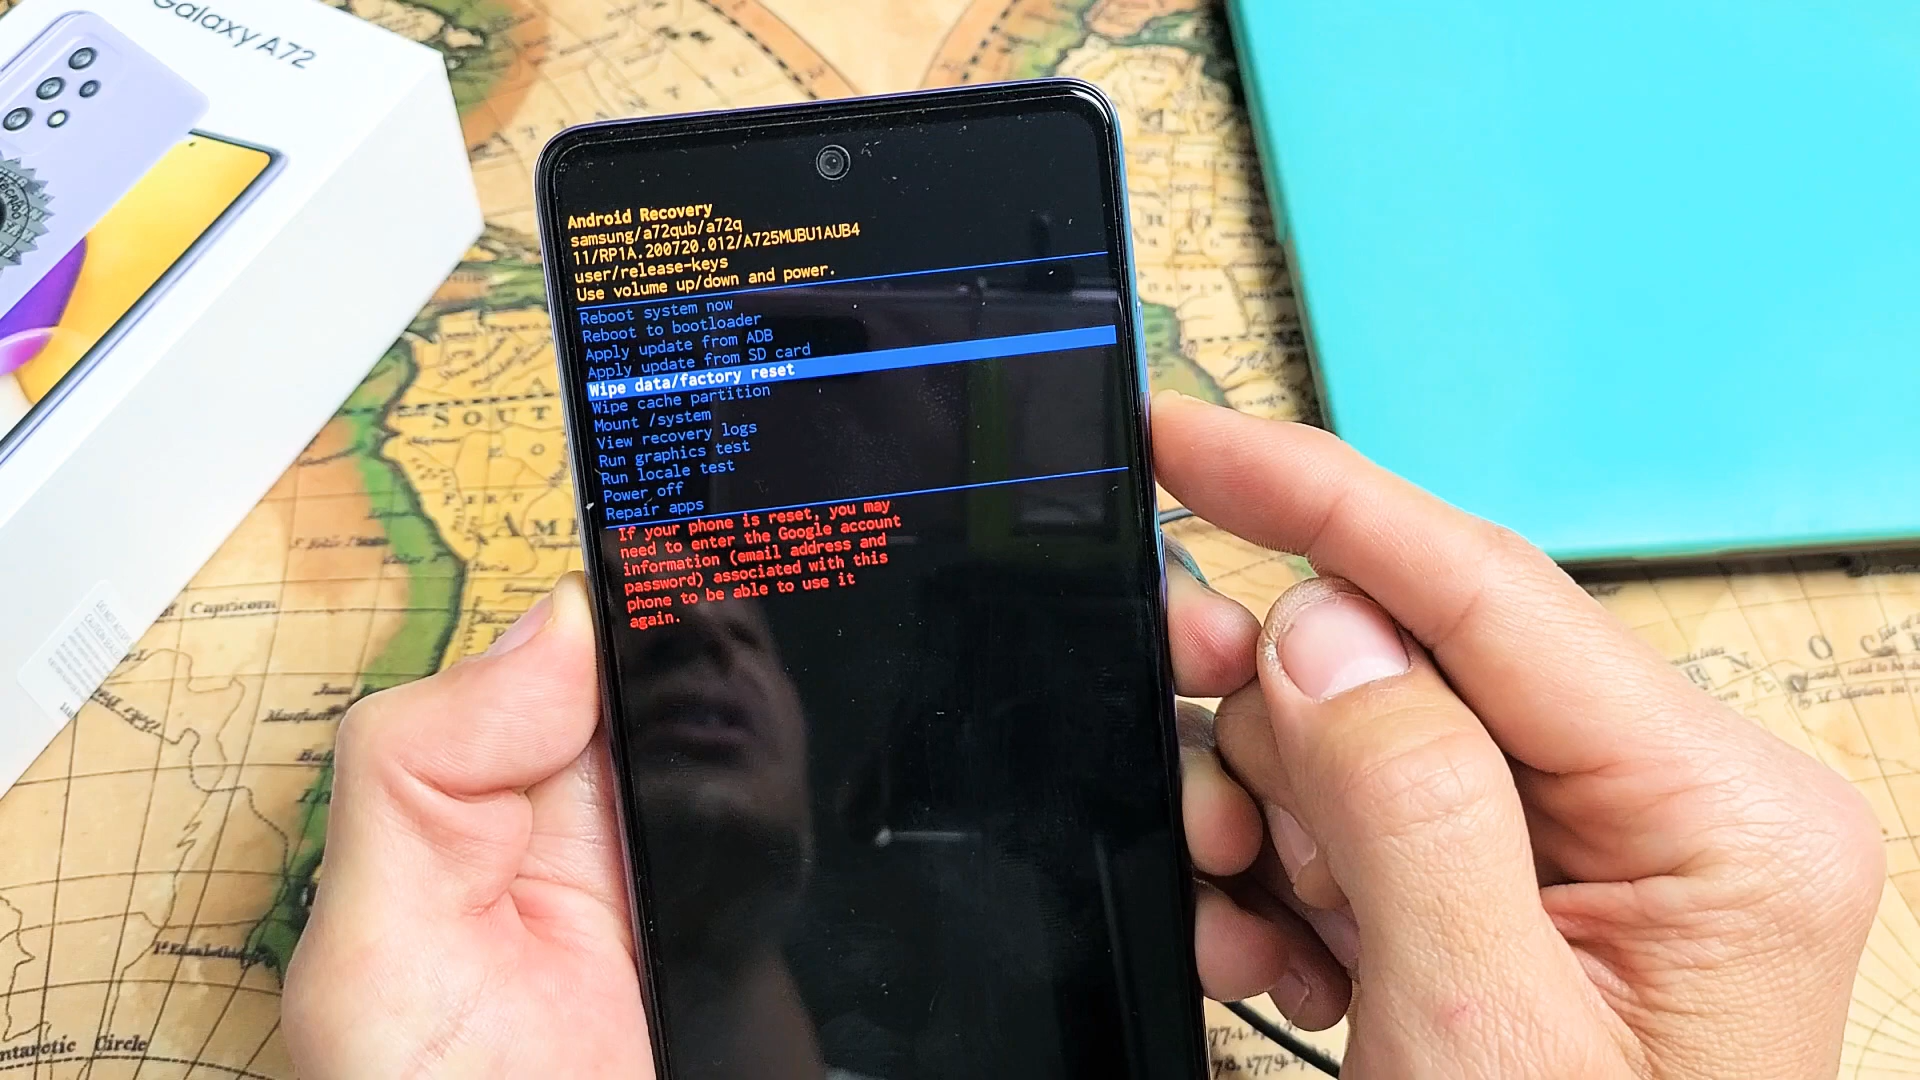 Galaxy A72
Android Recovery
samsung/a72qub/a72q
11/RP1A.200720.012/A725MUBU1AUB4
user/release-keys
Use volume up/down and power.
Reboot system now
Reboot to bootloader
Apply update from ADB
Apply update from SD card
Wipe data/factory reset
Wipe cache partition
Mount /system
View recovery logs
Run graphics test
Run locale test
Power off
Repair apps
If your phone is reset, you may
need to enter the Google account
information (email address and
password) associated with this
phone to be able to use it
again.
SOUT
PERU
AM
Capricorn
Circle